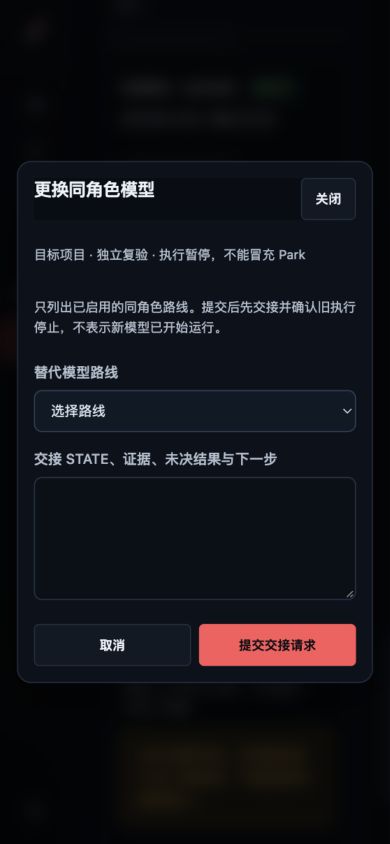 更换同角色模型
关闭
目标项目 · 独立复验 · 执行暂停，不能冒充 Park
只列出已启用的同角色路线。提交后先交接并确认旧执行
停止，不表示新模型已开始运行。
替代模型路线
选择路线
交接 STATE、证据、未决结果与下一步
取消
提交交接请求